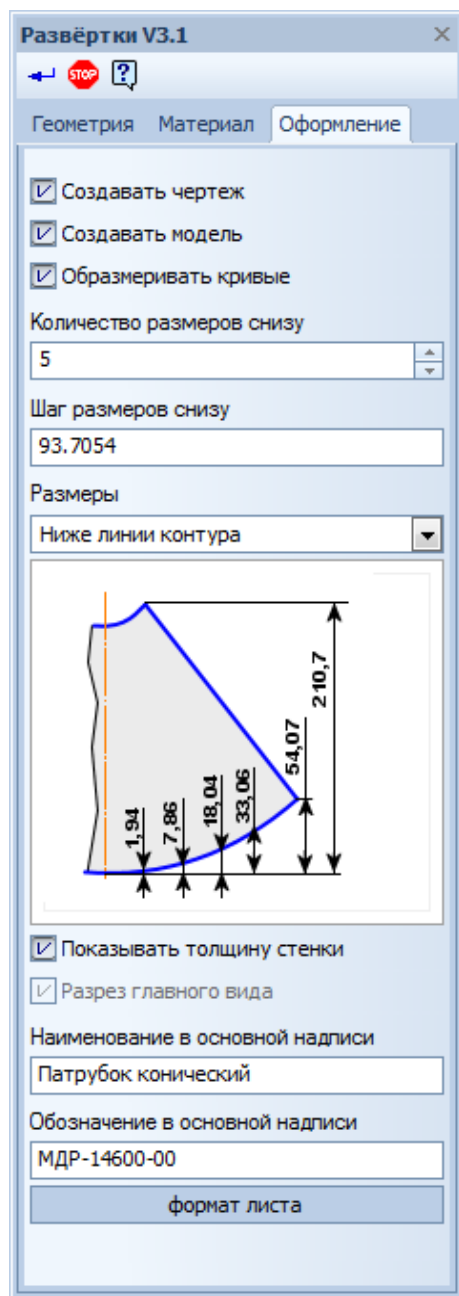 Развёртки V3.1
STOP ?
Геометрия Материал Оформление
Создавать чертеж
Создавать модель
Образмеривать кривые
Количество размеров снизу
5
Шаг размеров снизу
93.7054
Размеры
Ниже линии контура
1,94 7,86 18,04 33,06 54,07 210,7
Показывать толщину стенки
Разрез главного вида
Наименование в основной надписи
Патрубок конический
Обозначение в основной надписи
МДР-14600-00
формат листа